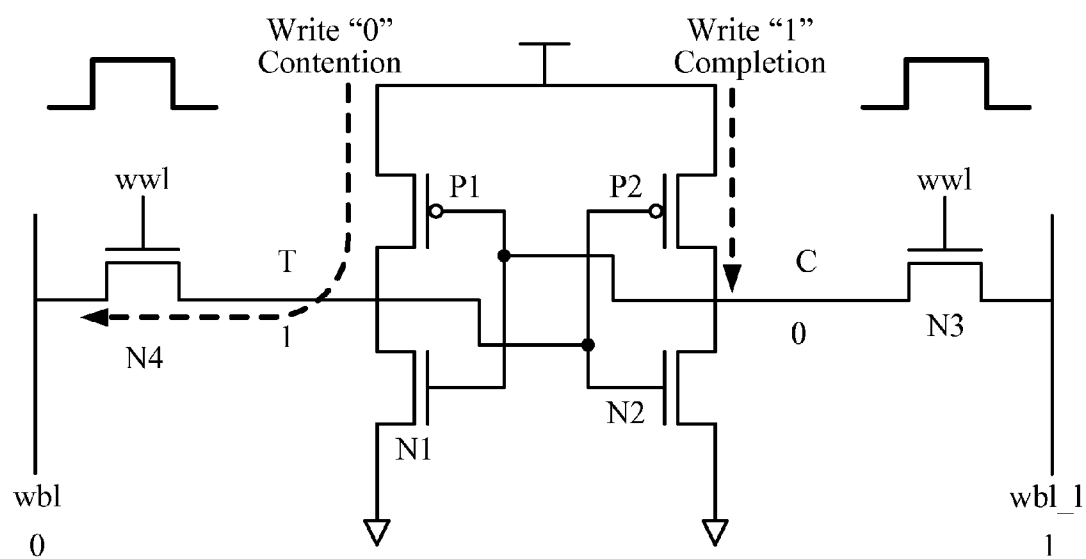 Write “0”
Contention
Write “1”
Completion
wwl
P1
P2
wwl
T
C
1
0
N4
N3
N1
N2
wbl
0
wbl_l
1